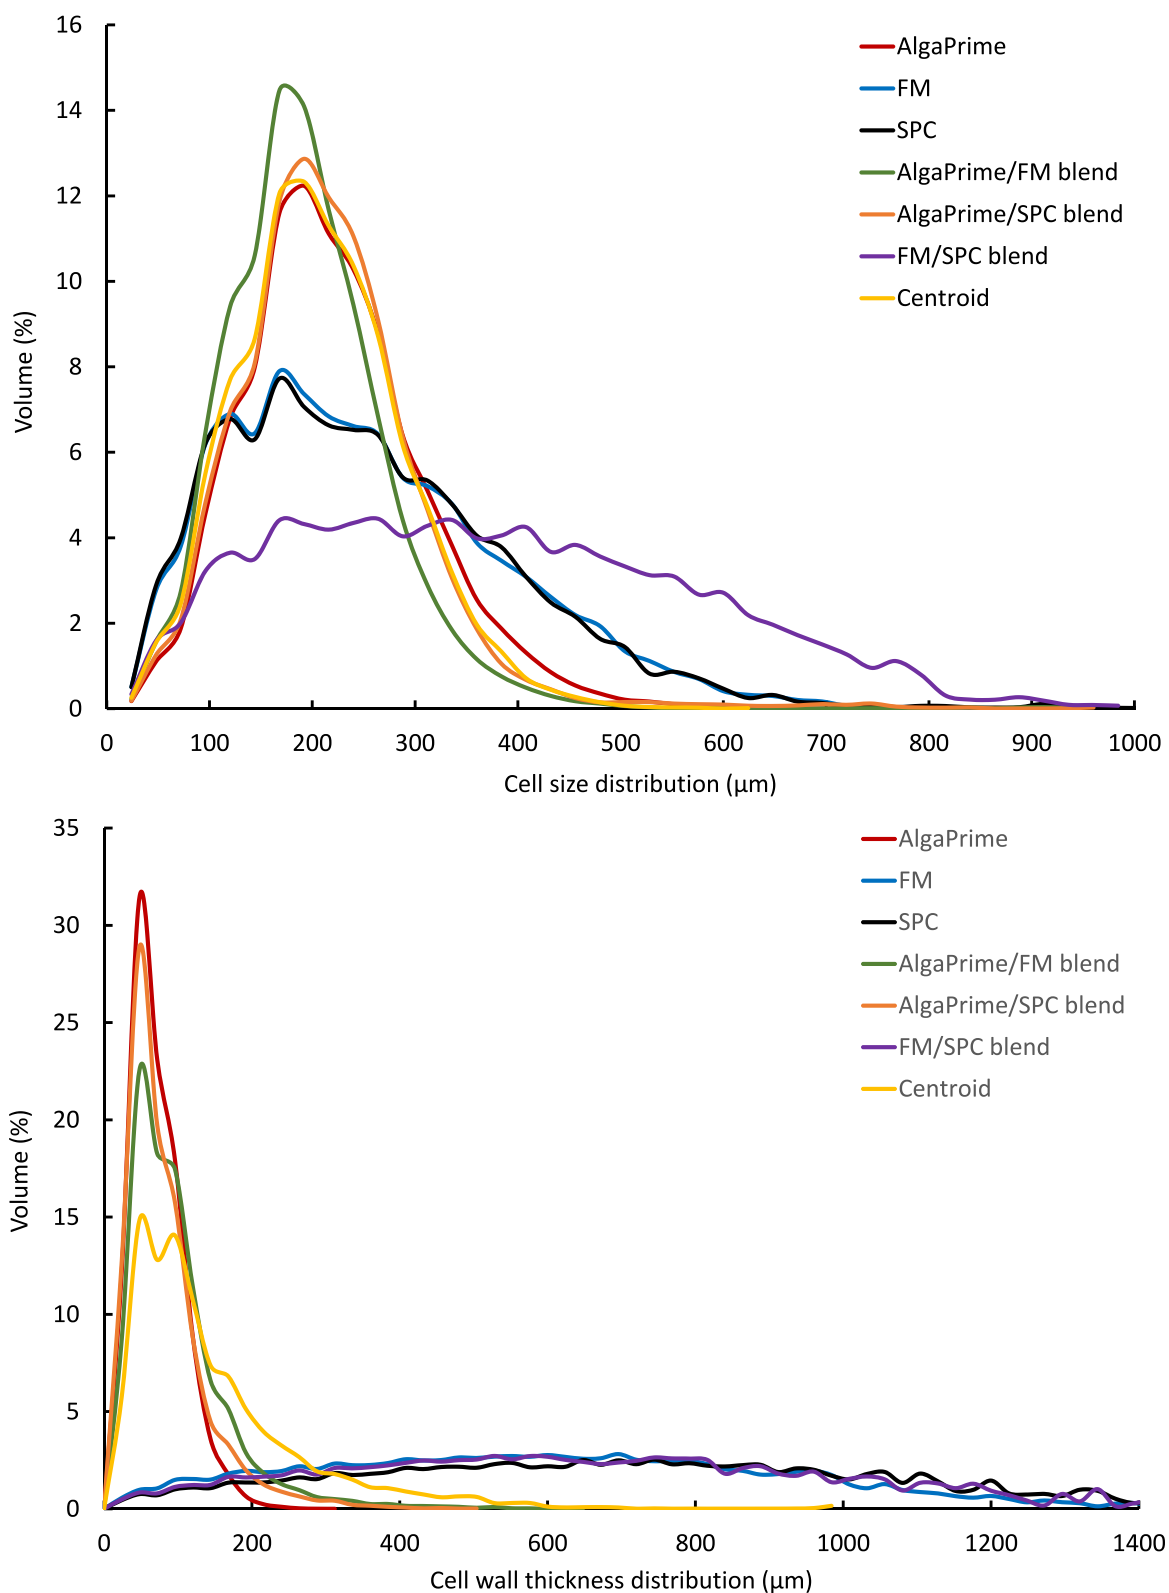 16
14
12
10
8
6
4
2
0
Volume (%)
AlgaPrime
FM
SPC
AlgaPrime/FM blend
AlgaPrime/SPC blend
FM/SPC blend
Centroid
0 100 200 300 400 500 600 700 800 900 1000
Cell size distribution (µm)
35
30
25
20
15
10
5
0
Volume (%)
AlgaPrime
FM
SPC
AlgaPrime/FM blend
AlgaPrime/SPC blend
FM/SPC blend
Centroid
0 200 400 600 800 1000 1200 1400
Cell wall thickness distribution (µm)